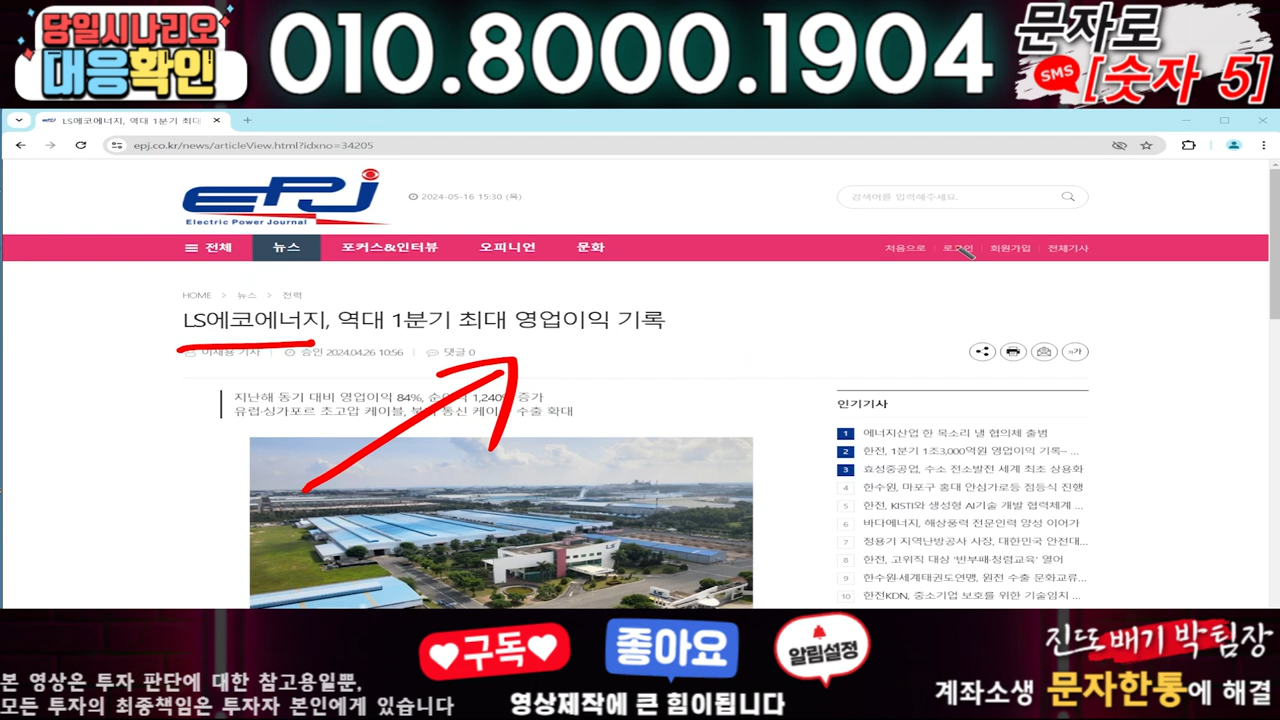 당일시나리오
대응확인
010.8000.1904
문자로
SMS
[숫자 5]
LS에코에너지, 역대 1분기 최대
epj.co.kr/news/articleView.html?idxno=34205
EPJ
Electric Power Journal
2024-05-16 15:30 (목)
검색어를 입력해주세요.
전체
뉴스
포커스&인터뷰
오피니언
문화
처음으로
회원가입
전체기사
HOME > 뉴스 > 전력
LS에코에너지, 역대 1분기 최대 영업이익 기록
이재용 기자
승인 2024.04.26 10:56
댓글 0
가
지난해 동기 대비 영업이익 84%, 1,240% 증가
유럽·싱가포르 초고압 케이블, 통신 수출 확대
인기기사
1 에너지산업 한 목소리 낼 협의체 출범
2 한전, 1분기 1조3,000억원 영업이익 기록– ...
3 효성중공업, 수소 전소발전 세계 최초 상용화
4 한수원, 마포구 홍대 안심가로등 점등식 진행
5 한전, KISTI와 생성형 AI기술 개발 협력체계 ...
6 바다에너지, 해상풍력 전문인력 양성 이어가
7 정용기 지역난방공사 사장, 대한민국 안전대...
8 한전, 고위직 대상 '반부패·청렴교육' 열어
9 한수원·세계태권도연맹, 원전 수출 문화교류...
10 한전KDN, 중소기업 보호를 위한 기술임치 ...
구독
좋아요
알림설정
진또배기 박팀장
본 영상은 투자 판단에 대한 참고용일뿐,
모든 투자의 최종책임은 투자자 본인에게 있습니다
영상제작에 큰 힘이됩니다
계좌소생 문자한통에 해결